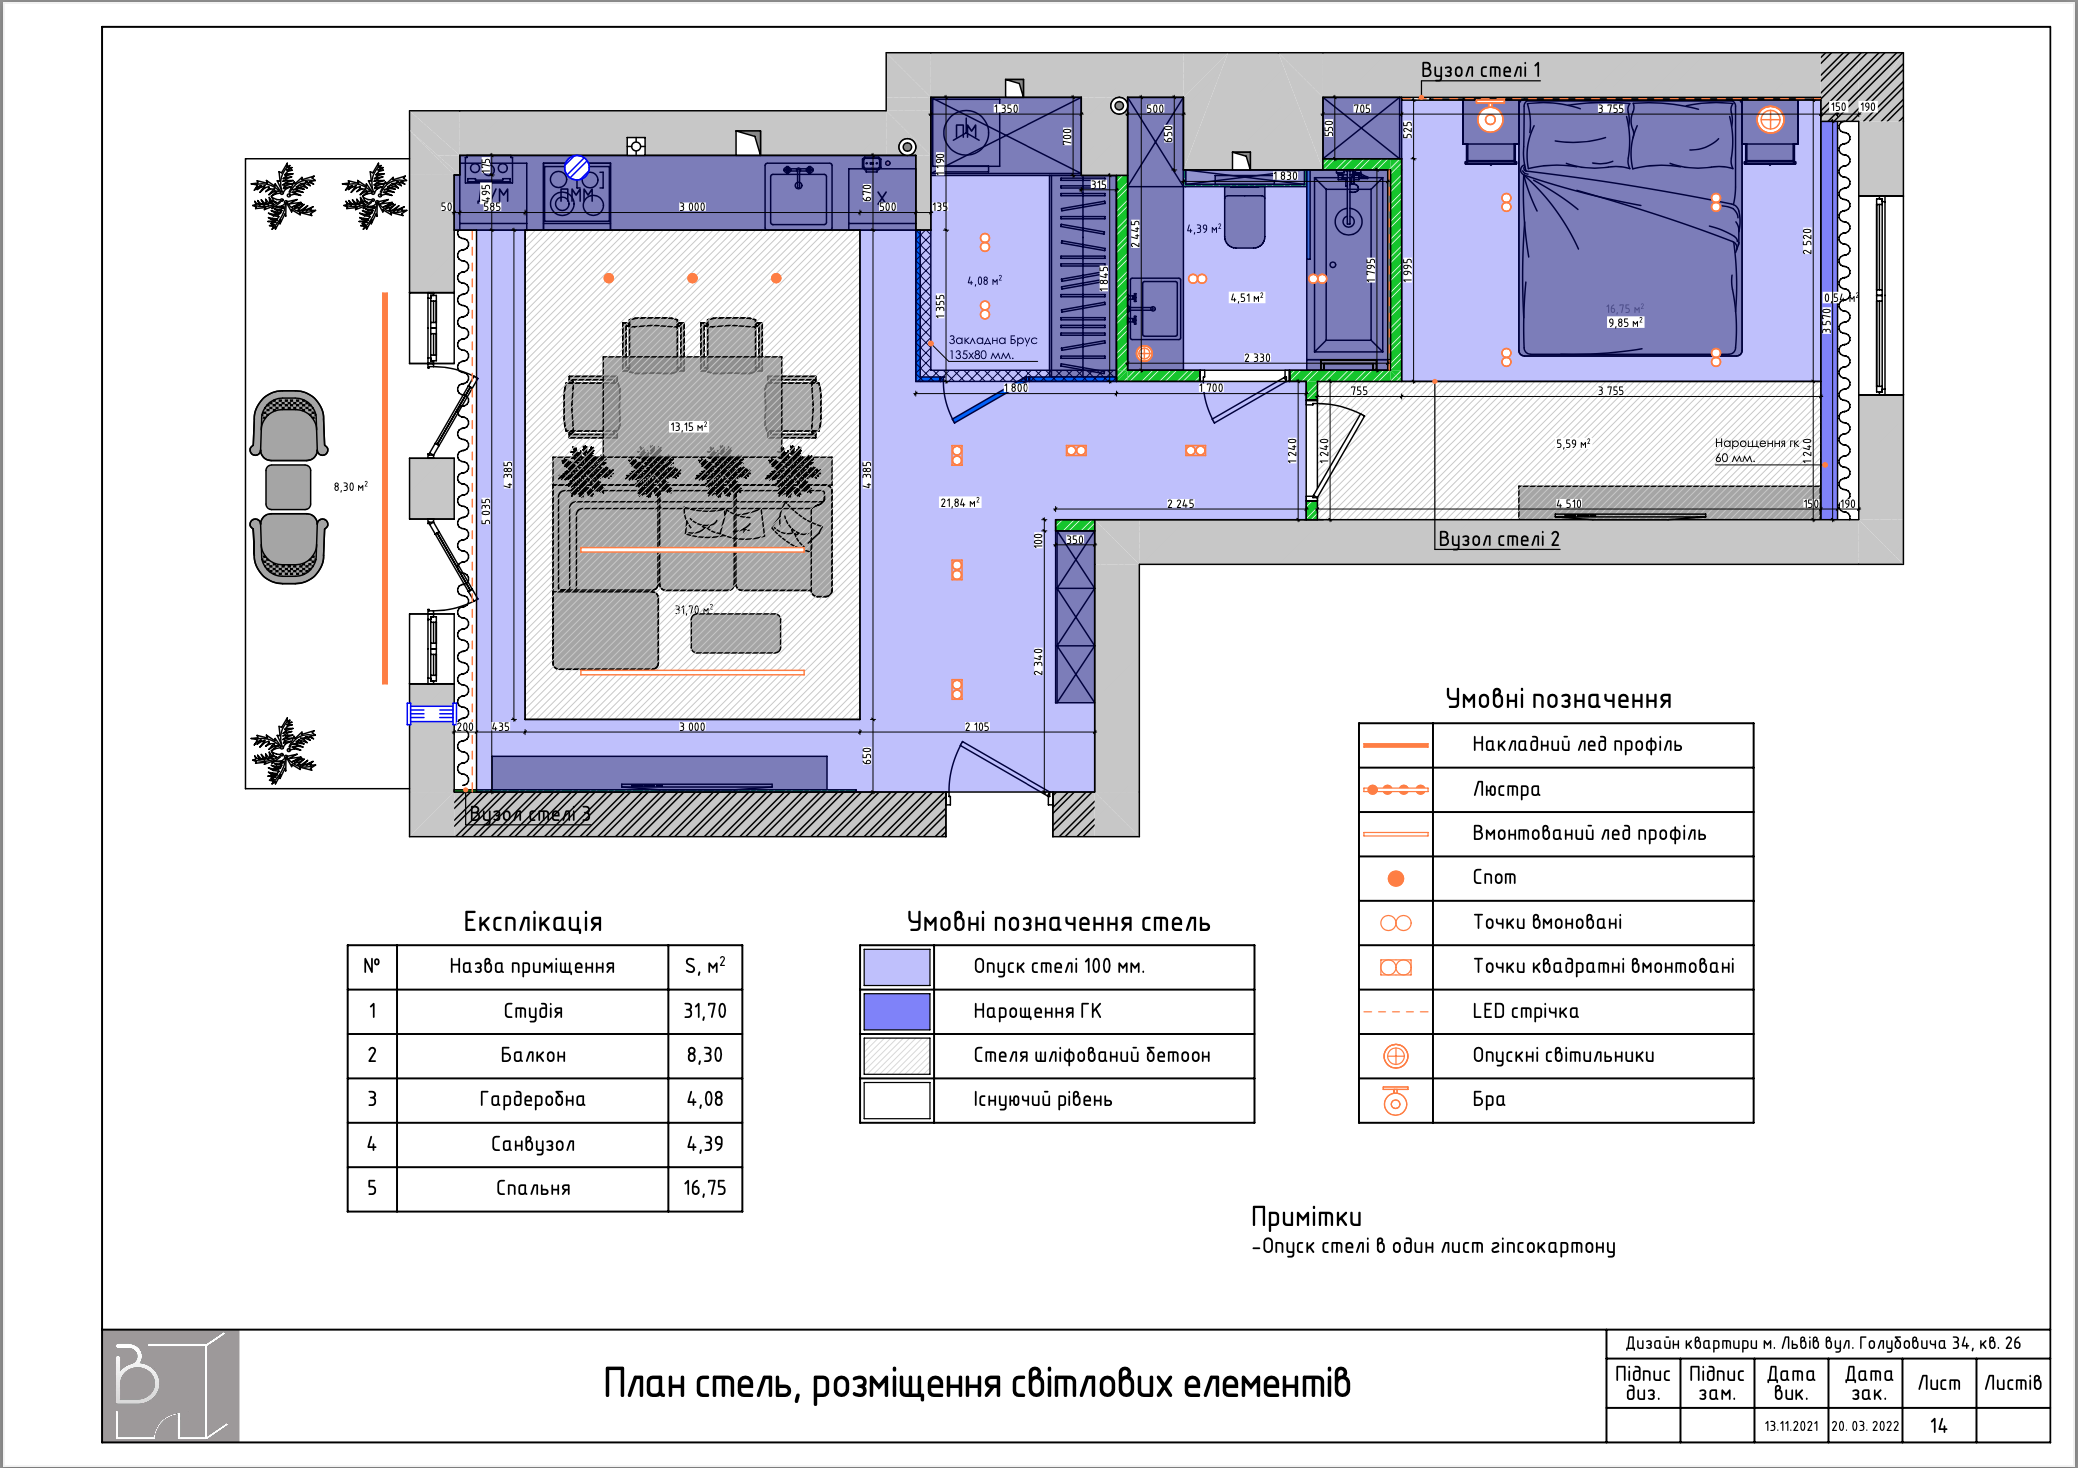 Вузол стелі 1
1 350
500
705
3 755
150
190
ПМ
700
650
550
525
175
1 190
495
У/М
ПММ
670
Х
315
1 830
50
585
3 000
500
135
2 445
4,39 м²
2 520
4,08 м²
1 845
1 795
1 995
4,51 м²
0,54 м²
16,75 м²
9,85 м²
3 570
1 355
Закладна Брус
135х80 мм.
2 330
1 800
1 700
755
3 755
13,15 м²
5,59 м²
Нарощення гк
60 мм.
1 240
1 240
1 240
8,30 м²
4 385
4 385
5 035
21,84 м²
2 245
4 510
150
190
100
350
Вузол стелі 2
31,70 м²
2 340
200
435
3 000
2 105
650
Вузол стелі 3
Умовні позначення
Накладний лед профіль
Люстра
Вмонтований лед профіль
Спот
Точки вмоновані
Точки квадратні вмонтовані
LED стрічка
Опускні світильники
Бра
Експлікація
№ Назва приміщення S, м²
1 Студія 31,70
2 Балкон 8,30
3 Гардеробна 4,08
4 Санвузол 4,39
5 Спальня 16,75
Умовні позначення стель
Опуск стелі 100 мм.
Нарощення ГК
Стеля шліфований бетоон
Існуючий рівень
Примітки
-Опуск стелі в один лист гіпсокартону
В
План стель, розміщення світлових елементів
Дизайн квартири м. Львів вул. Голубовича 34, кв. 26
Підпис диз. Підпис зам. Дата вик. Дата зак. Лист Листів
13.11.2021 20. 03. 2022 14